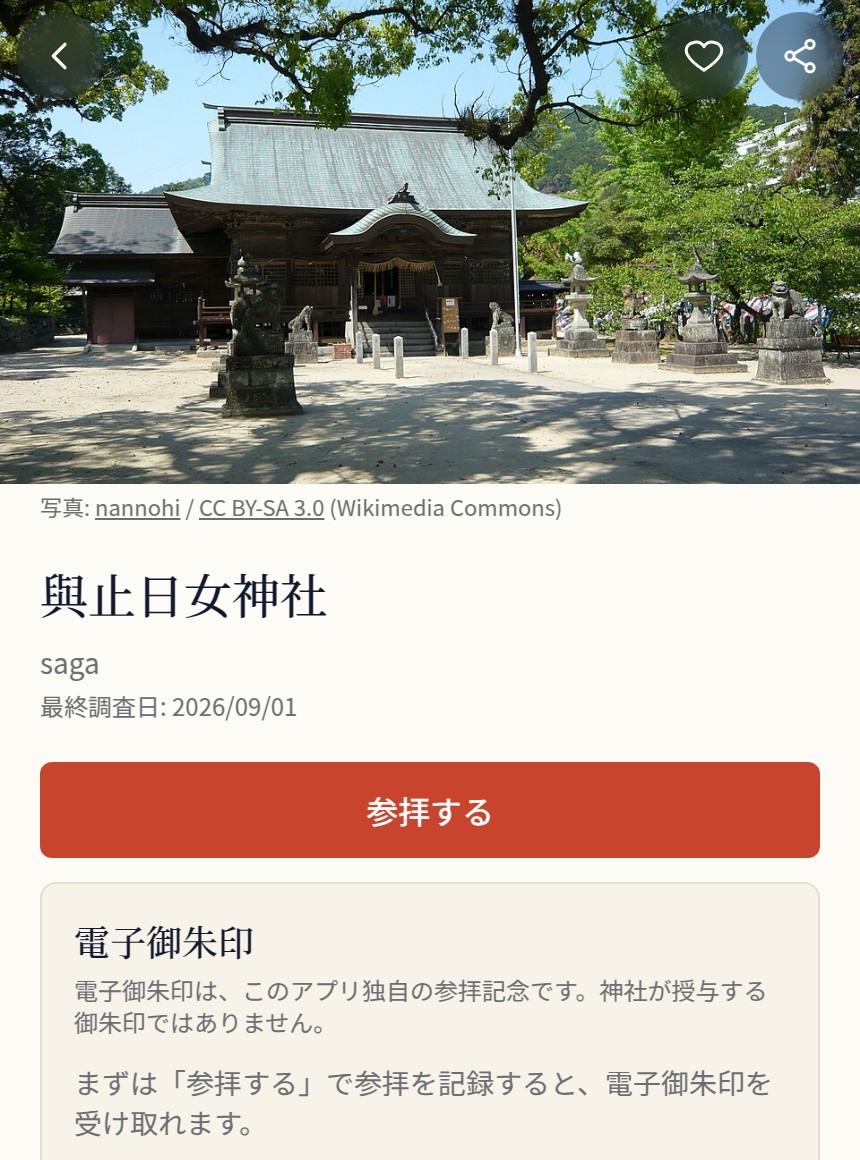 写真: nannohi / CC BY-SA 3.0 (Wikimedia Commons)
與止日女神社
saga
最終調査日: 2026/09/01
参拝する
電子御朱印
電子御朱印は、このアプリ独自の参拝記念です。神社が授与する
御朱印ではありません。
まずは「参拝する」で参拝を記録すると、電子御朱印を
受け取れます。